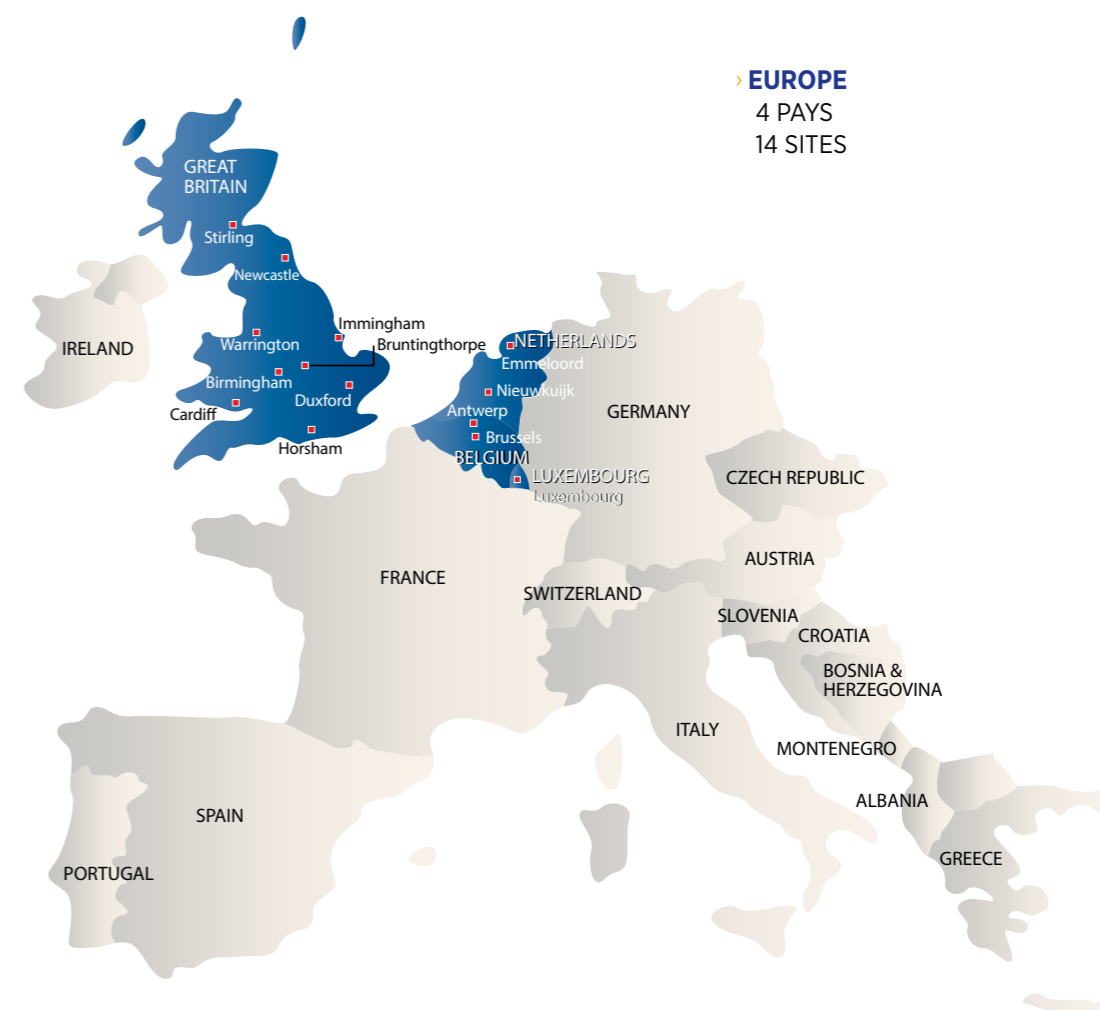 › EUROPE
4 PAYS
14 SITES
GREAT
BRITAIN
Stirling
Newcastle
Immingham
Bruntingthorpe
Warrington
Birmingham
Duxford
Cardiff
Horsham
IRELAND
NETHERLANDS
Emmeloord
Nieuwkuijk
Antwerp
Brussels
BELGIUM
LUXEMBOURG
Luxembourg
GERMANY
CZECH REPUBLIC
AUSTRIA
FRANCE
SWITZERLAND
SLOVENIA
CROATIA
BOSNIA &
HERZEGOVINA
ITALY
MONTENEGRO
ALBANIA
SPAIN
GREECE
PORTUGAL